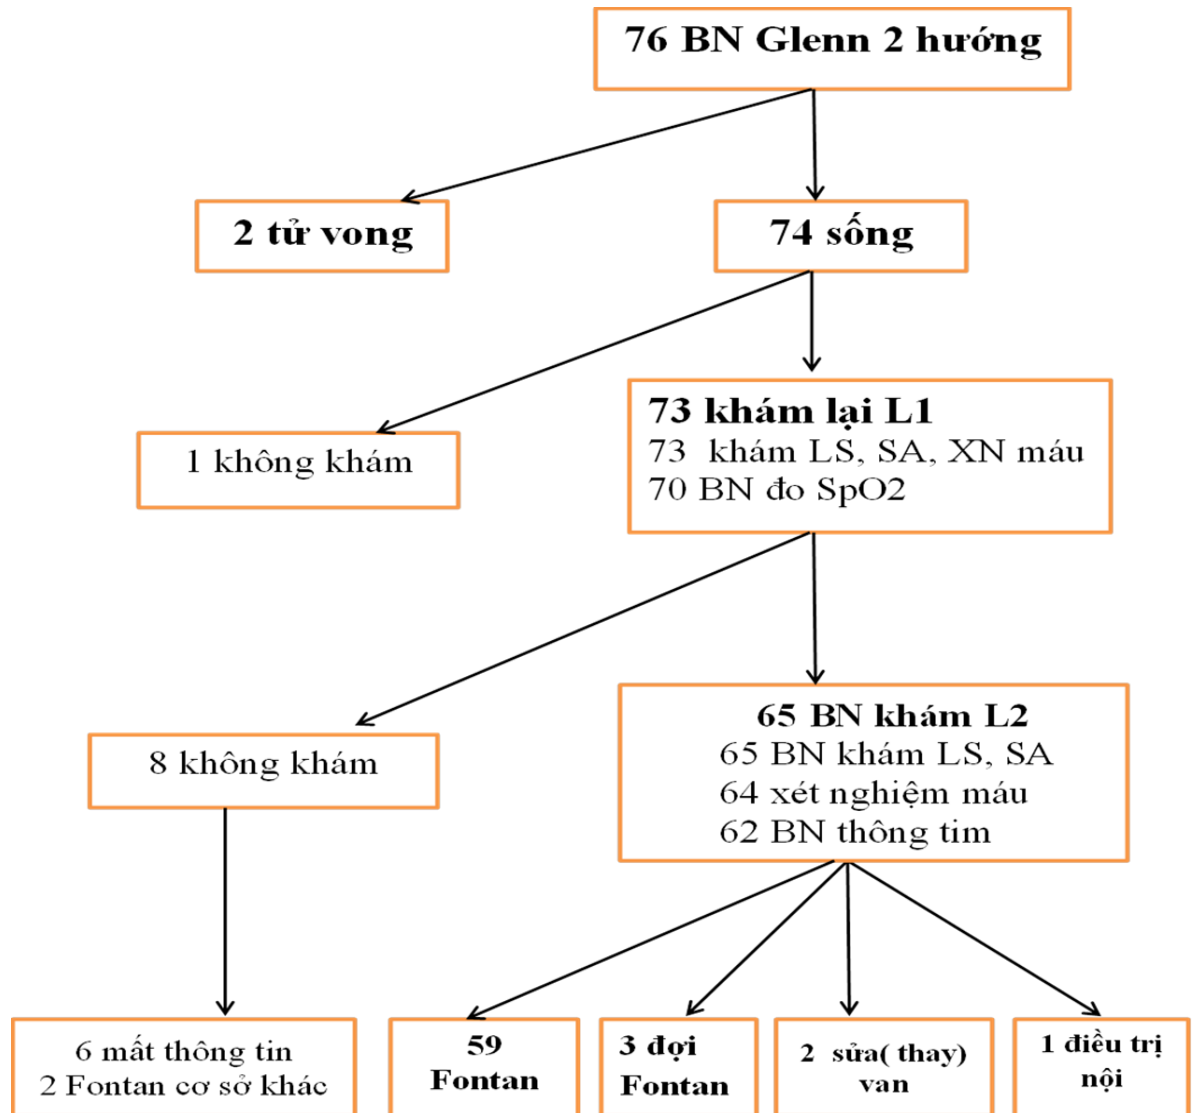 76 BN Glenn 2 hướng
2 tử vong
74 sống
1 không khám
73 khám lại L1
73 khám LS, SA, XN máu
70 BN đo SpO2
8 không khám
65 BN khám L2
65 BN khám LS, SA
64 xét nghiệm máu
62 BN thông tim
6 mất thông tin
2 Fontan cơ sở khác
59
Fontan
3 đợi
Fontan
2 sửa( thay)
van
1 điều trị
nội